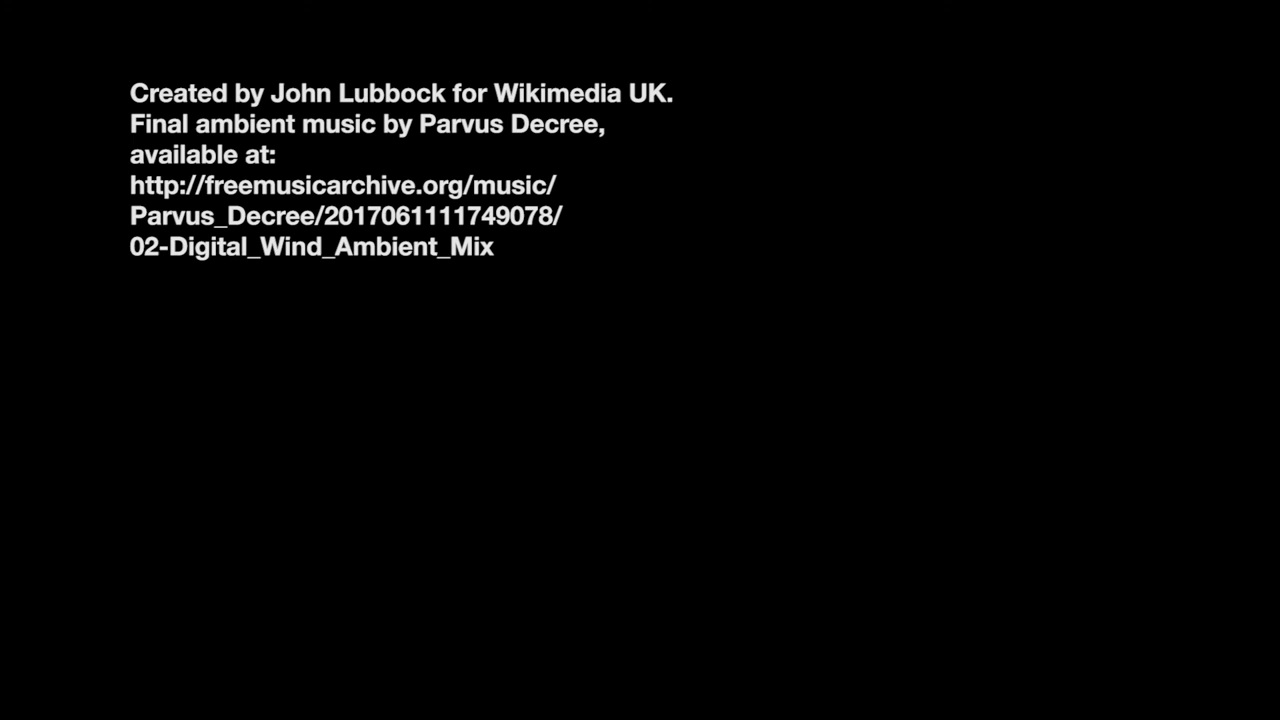 Created by John Lubbock for Wikimedia UK.
Final ambient music by Parvus Decree,
available at:
http://freemusicarchive.org/music/
Parvus_Decree/2017061111749078/
02-Digital_Wind_Ambient_Mix